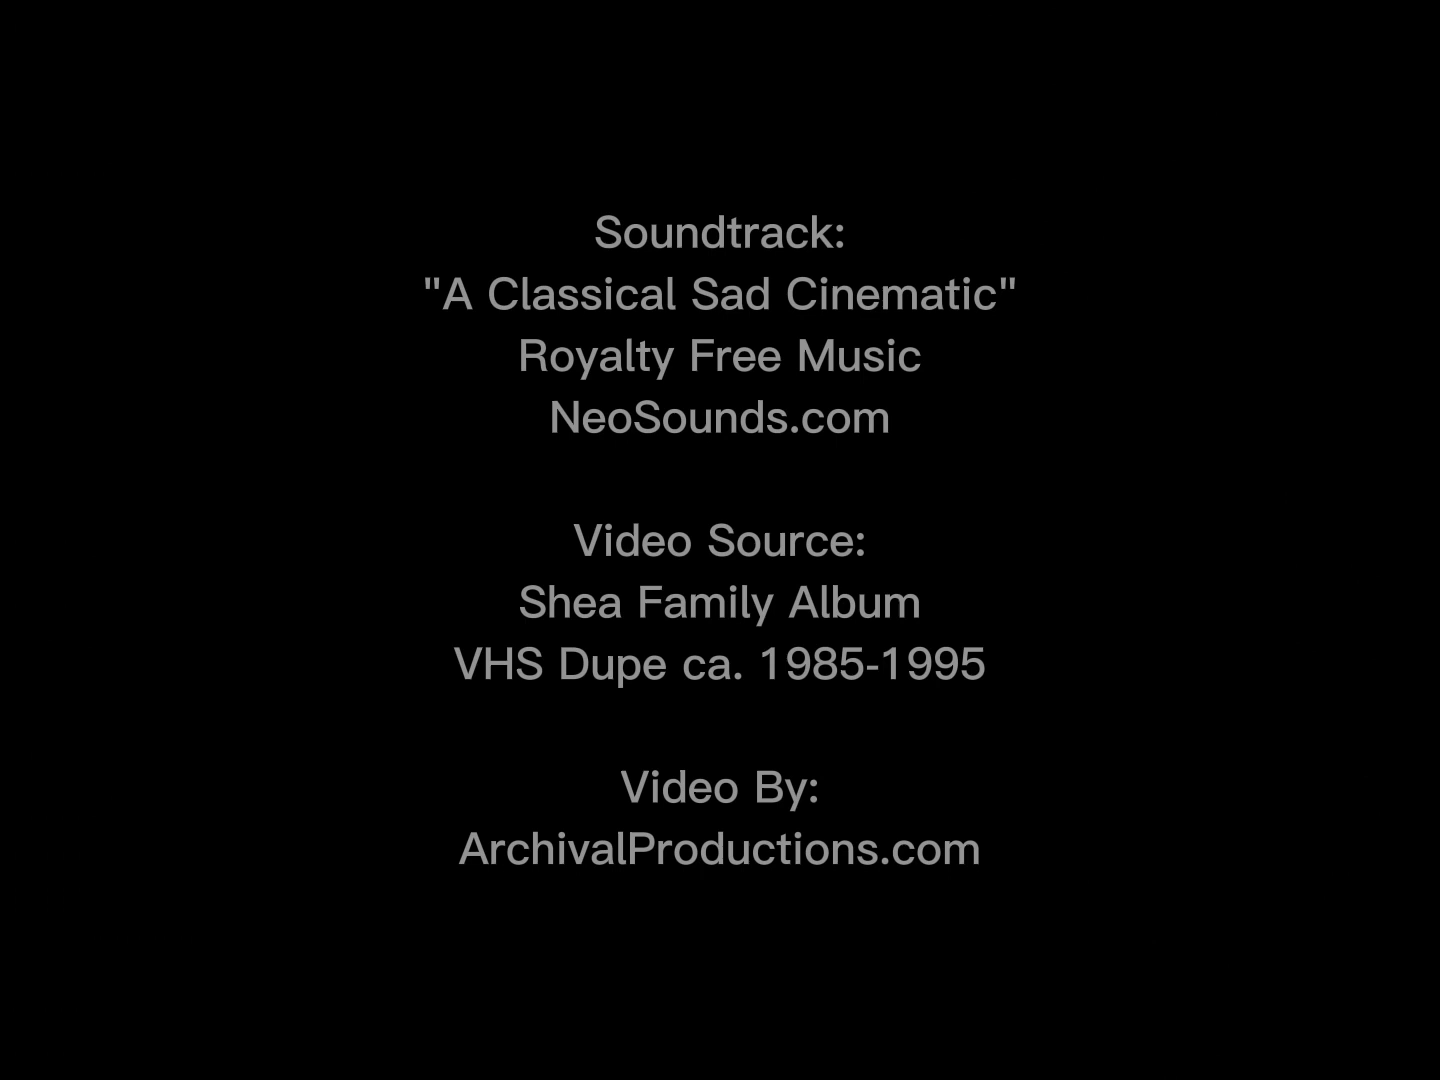 Soundtrack:
"A Classical Sad Cinematic"
Royalty Free Music
NeoSounds.com
Video Source:
Shea Family Album
VHS Dupe ca. 1985-1995
Video By:
ArchivalProductions.com